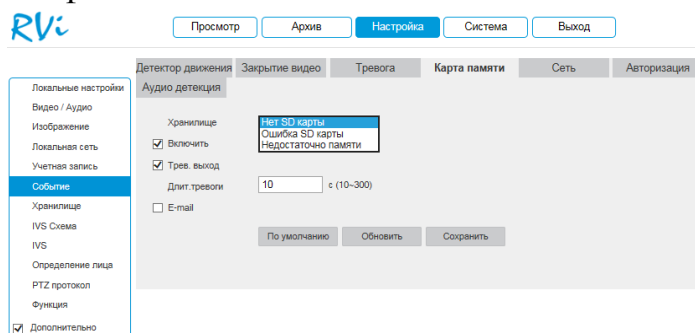 RVi
Просмотр Архив Настройка Система Выход
Детектор движения Закрытие видео Тревога Карта памяти Сеть Авторизация
Аудио детекция
Локальные настройки
Видео / Аудио
Изображение
Локальная сеть
Учетная запись
Событие
Хранилище
IVS Схема
IVS
Определение лица
PTZ протокол
Функция
Дополнительно
Хранилище Нет SD карты
Ошибка SD карты
Недостаточно памяти
Включить
Трев. выход
Длит.тревоги 10 с (10~300)
E-mail
По умолчанию Обновить Сохранить